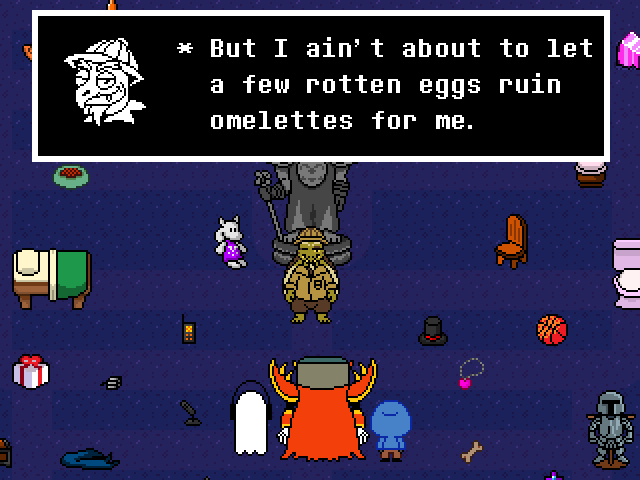 * But I ain't about to let
a few rotten eggs ruin
omelettes for me.